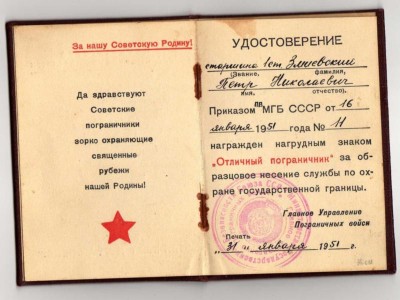 За нашу Советскую Родину!
Да здравствуют
Советские
пограничники
зорко охраняющие
священные
рубежи
нашей Родины!
УДОСТОВЕРЕНИЕ
старшина 1 ст.
(Звание, фамилия,
Петр Николаевич
имя, отчество).
Приказом МГБ СССР от 16
января 1951 года № 11
награжден нагрудным знаком
„Отличный пограничник" за об-
разцовое несение службы по ох-
ране государственной границы.
Главное Управление
Пограничных войск
Печать
„31" января 1951 г.